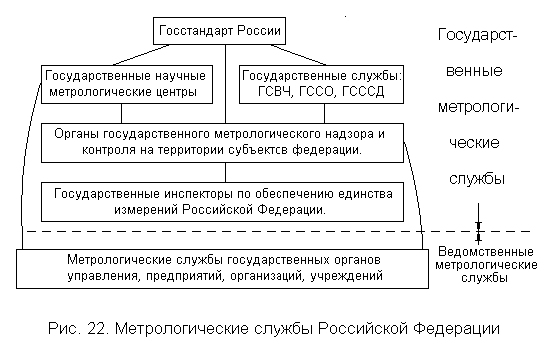 Госстандарт России
Государственные научные
метрологические центры
Государственные службы:
ГСВЧ, ГССО, ГСССД
Органы государственного метрологического надзора и
контроля на территории субъектов федерации.
Государственные инспекторы по обеспечению единства
измерений Российской Федерации.
Метрологические службы государственных органов
управления, предприятий, организаций, учреждений
Государст-
венные
метрологи-
ческие
службы
Ведомственные
метрологические
службы
Рис. 22. Метрологические службы Российской Федерации